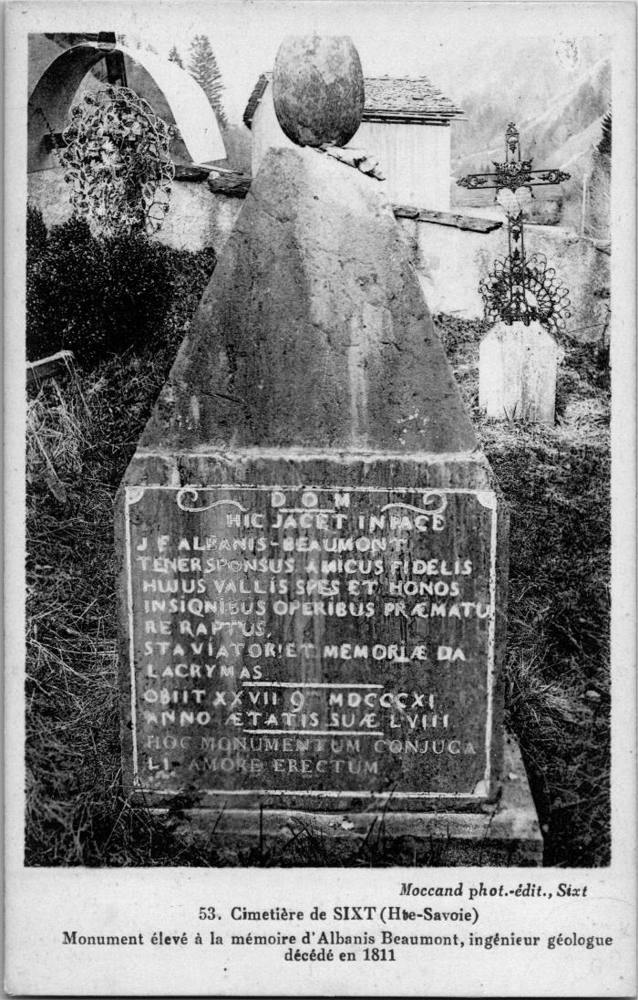 D O M
HIC JACET IN PACE
J F ALBANIS-BEAUMONT
TENERSPONSUS AMICUS FIDELIS
HUJUS VALLIS SPES ET HONOS
INSIQNIBUS OPERIBUS PRÆMATU
RE RAPTUS,
STA VIATOR! ET MEMORIÆ DA
LACRYMAS
OBIIT XXVII 9 MDCCCXI
ANNO ÆTATIS SUÆ LVIII
HOC MONUMENTUM CONJUGA
LI AMORE ERECTUM
Moccand phot.-édit., Sixt
53. Cimetière de SIXT (Hte-Savoie)
Monument élevé à la mémoire d'Albanis Beaumont, ingénieur géologue
décédé en 1811